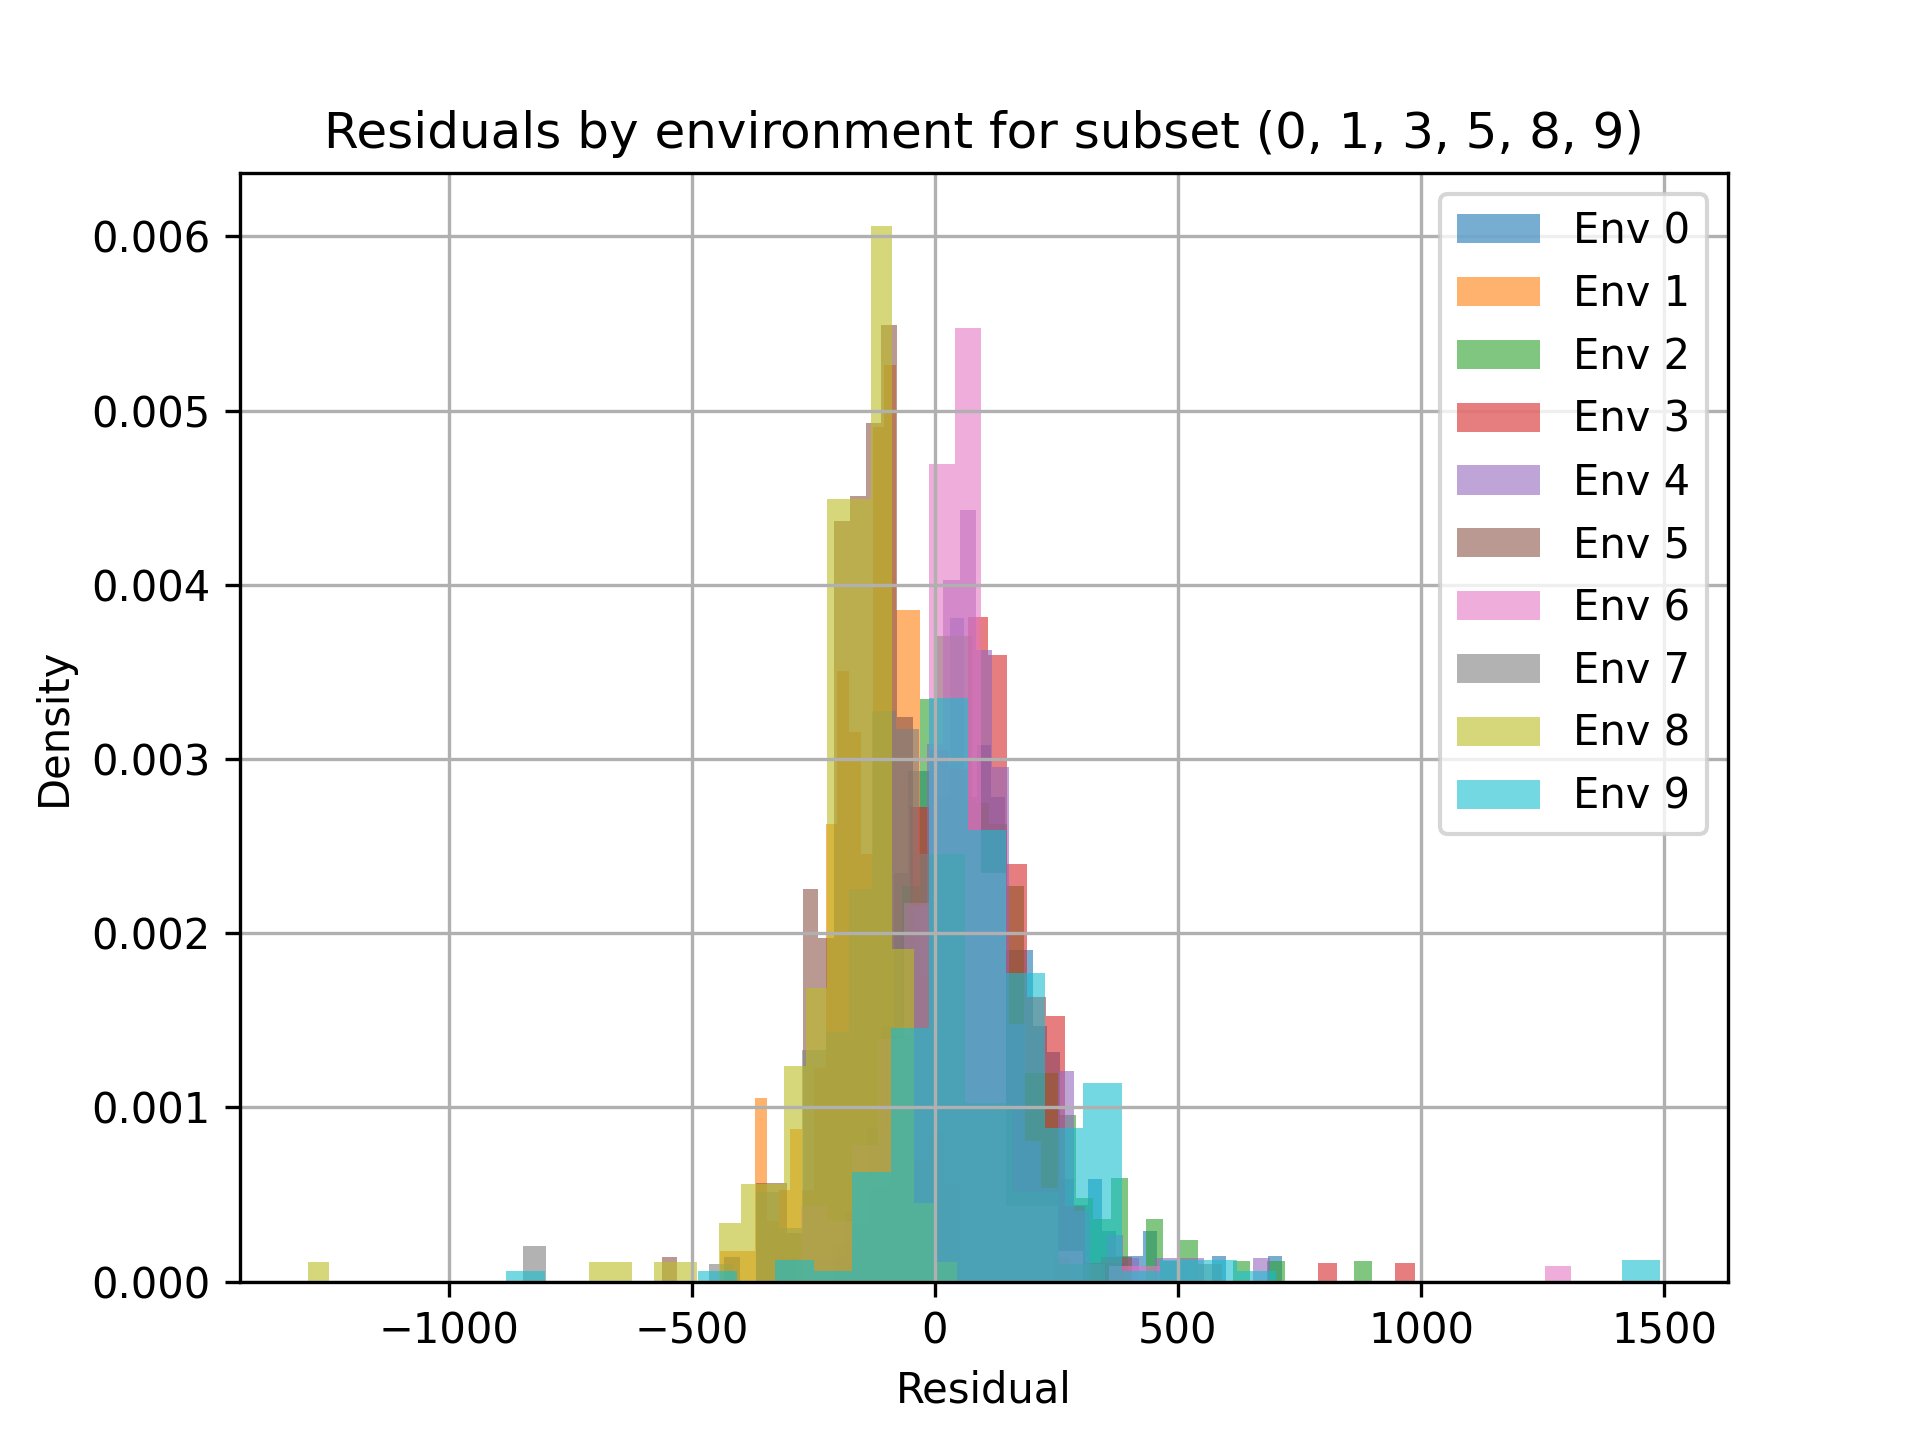 Residuals by environment for subset (0, 1, 3, 5, 8, 9)
0.006
0.005
0.004
0.003
0.002
0.001
0.000
Density
−1000
−500
0
500
1000
1500
Residual
Env 0
Env 1
Env 2
Env 3
Env 4
Env 5
Env 6
Env 7
Env 8
Env 9